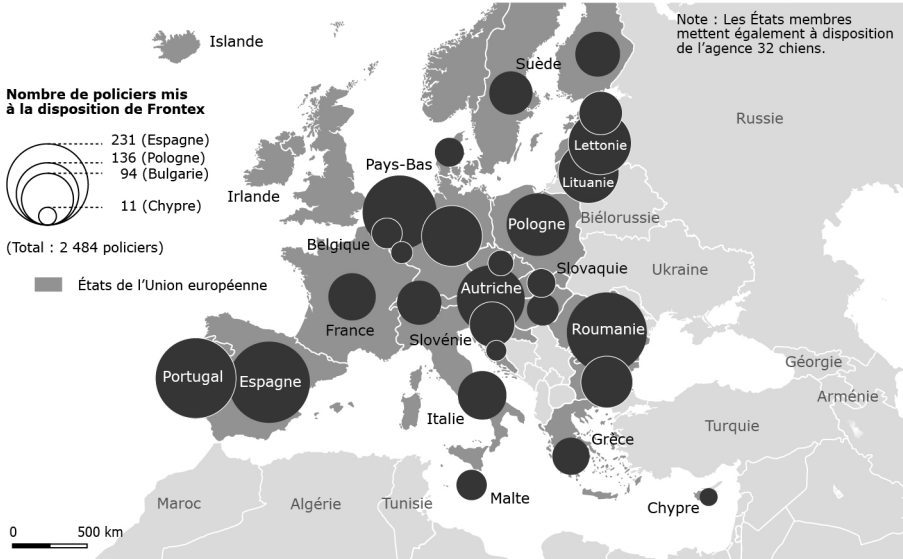 Note : Les États membres
mettent également à disposition
de l’agence 32 chiens.
Islande
Suède
Nombre de policiers mis
à la disposition de Frontex
231 (Espagne)
136 (Pologne)
94 (Bulgarie)
11 (Chypre)
(Total : 2 484 policiers)
États de l’Union européenne
Russie
Lettonie
Pays-Bas
Lituanie
Irlande
Pologne
Biélorussie
Belgique
Slovaquie
Ukraine
Autriche
France
Slovénie
Roumanie
Géorgie
Portugal
Espagne
Arménie
Italie
Turquie
Grèce
Maroc
Algérie
Tunisie
Malte
Chypre
0 500 km